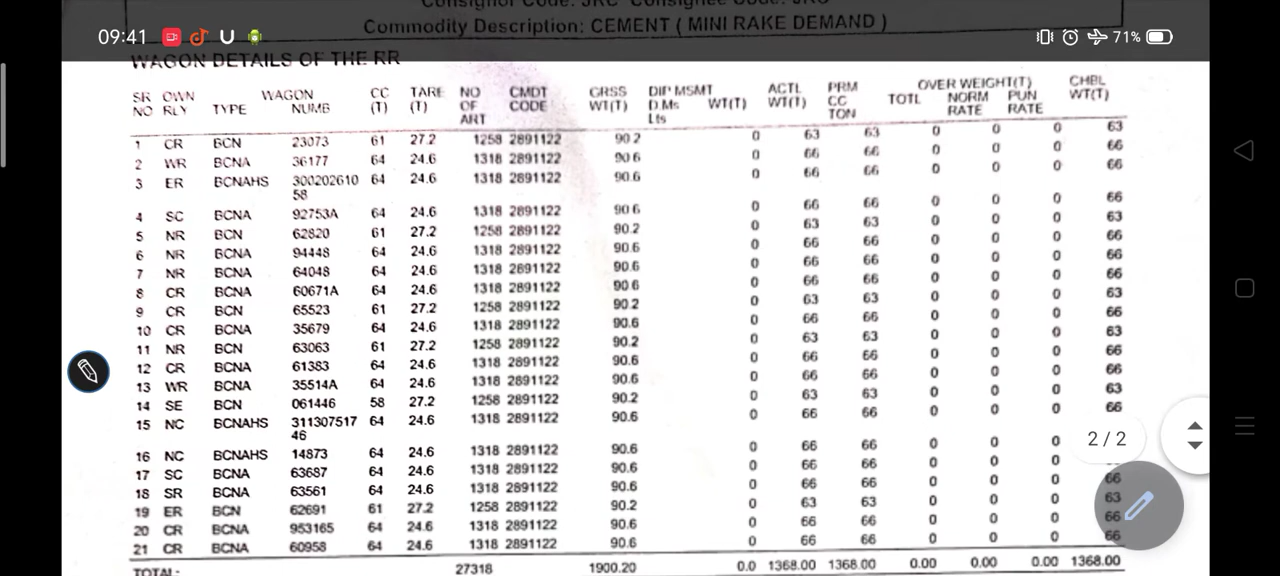 Consignor Code: JRC Consignee Code: JRC
Commodity Description: CEMENT ( MINI RAKE DEMAND )
09:41 U 71%
WAGON DETAILS OF THE RR
SR NO OWN RLY TYPE WAGON NUMB CC (T) TARE (T) NO OF ART CMDT CODE GRSS WT(T) DIP MSMT D.Ms Lts WT(T) ACTL WT(T) PRM CC TON OVER WEIGHT(T) TOTL NORM RATE PUN RATE CHBL WT(T)
1 CR BCN 23073 61 27.2 1258 2891122 90.2 0 63 63 0 0 0 63
2 WR BCNA 36177 64 24.6 1318 2891122 90.6 0 66 66 0 0 0 66
3 ER BCNAHS 300202610 64 24.6 1318 2891122 90.6 0 66 66 0 0 0 66
58
4 SC BCNA 92753A 64 24.6 1318 2891122 90.6 0 66 66 0 0 0 66
5 NR BCN 62820 61 27.2 1258 2891122 90.2 0 63 63 0 0 0 63
6 NR BCNA 94448 64 24.6 1318 2891122 90.6 0 66 66 0 0 0 66
7 NR BCNA 64048 64 24.6 1318 2891122 90.6 0 66 66 0 0 0 66
8 CR BCNA 60671A 64 24.6 1318 2891122 90.6 0 66 66 0 0 0 66
9 CR BCN 65523 61 27.2 1258 2891122 90.2 0 63 63 0 0 0 63
10 CR BCNA 35679 64 24.6 1318 2891122 90.6 0 66 66 0 0 0 66
11 NR BCN 63063 61 27.2 1258 2891122 90.2 0 63 63 0 0 0 63
12 CR BCNA 61383 64 24.6 1318 2891122 90.6 0 66 66 0 0 0 66
13 WR BCNA 35514A 64 24.6 1318 2891122 90.6 0 66 66 0 0 0 66
14 SE BCN 061446 58 27.2 1258 2891122 90.2 0 63 63 0 0 0 63
15 NC BCNAHS 311307517 64 24.6 1318 2891122 90.6 0 66 66 0 0 0 66
46
16 NC BCNAHS 14873 64 24.6 1318 2891122 90.6 0 66 66 0 0 0
2 / 2
17 SC BCNA 63687 64 24.6 1318 2891122 90.6 0 66 66 0 0 0 66
18 SR BCNA 63561 64 24.6 1318 2891122 90.6 0 66 66 0 0 0
19 ER BCN 62691 61 27.2 1258 2891122 90.2 0 63 63 0 0 0 63
20 CR BCNA 953165 64 24.6 1318 2891122 90.6 0 66 66 0 0 0 66
21 CR BCNA 60958 64 24.6 1318 2891122 90.6 0 66 66 0 0 0 66
TOTAL- 27318 1900.20 0.0 1368.00 1368.00 0.00 0.00 0.00 1368.00